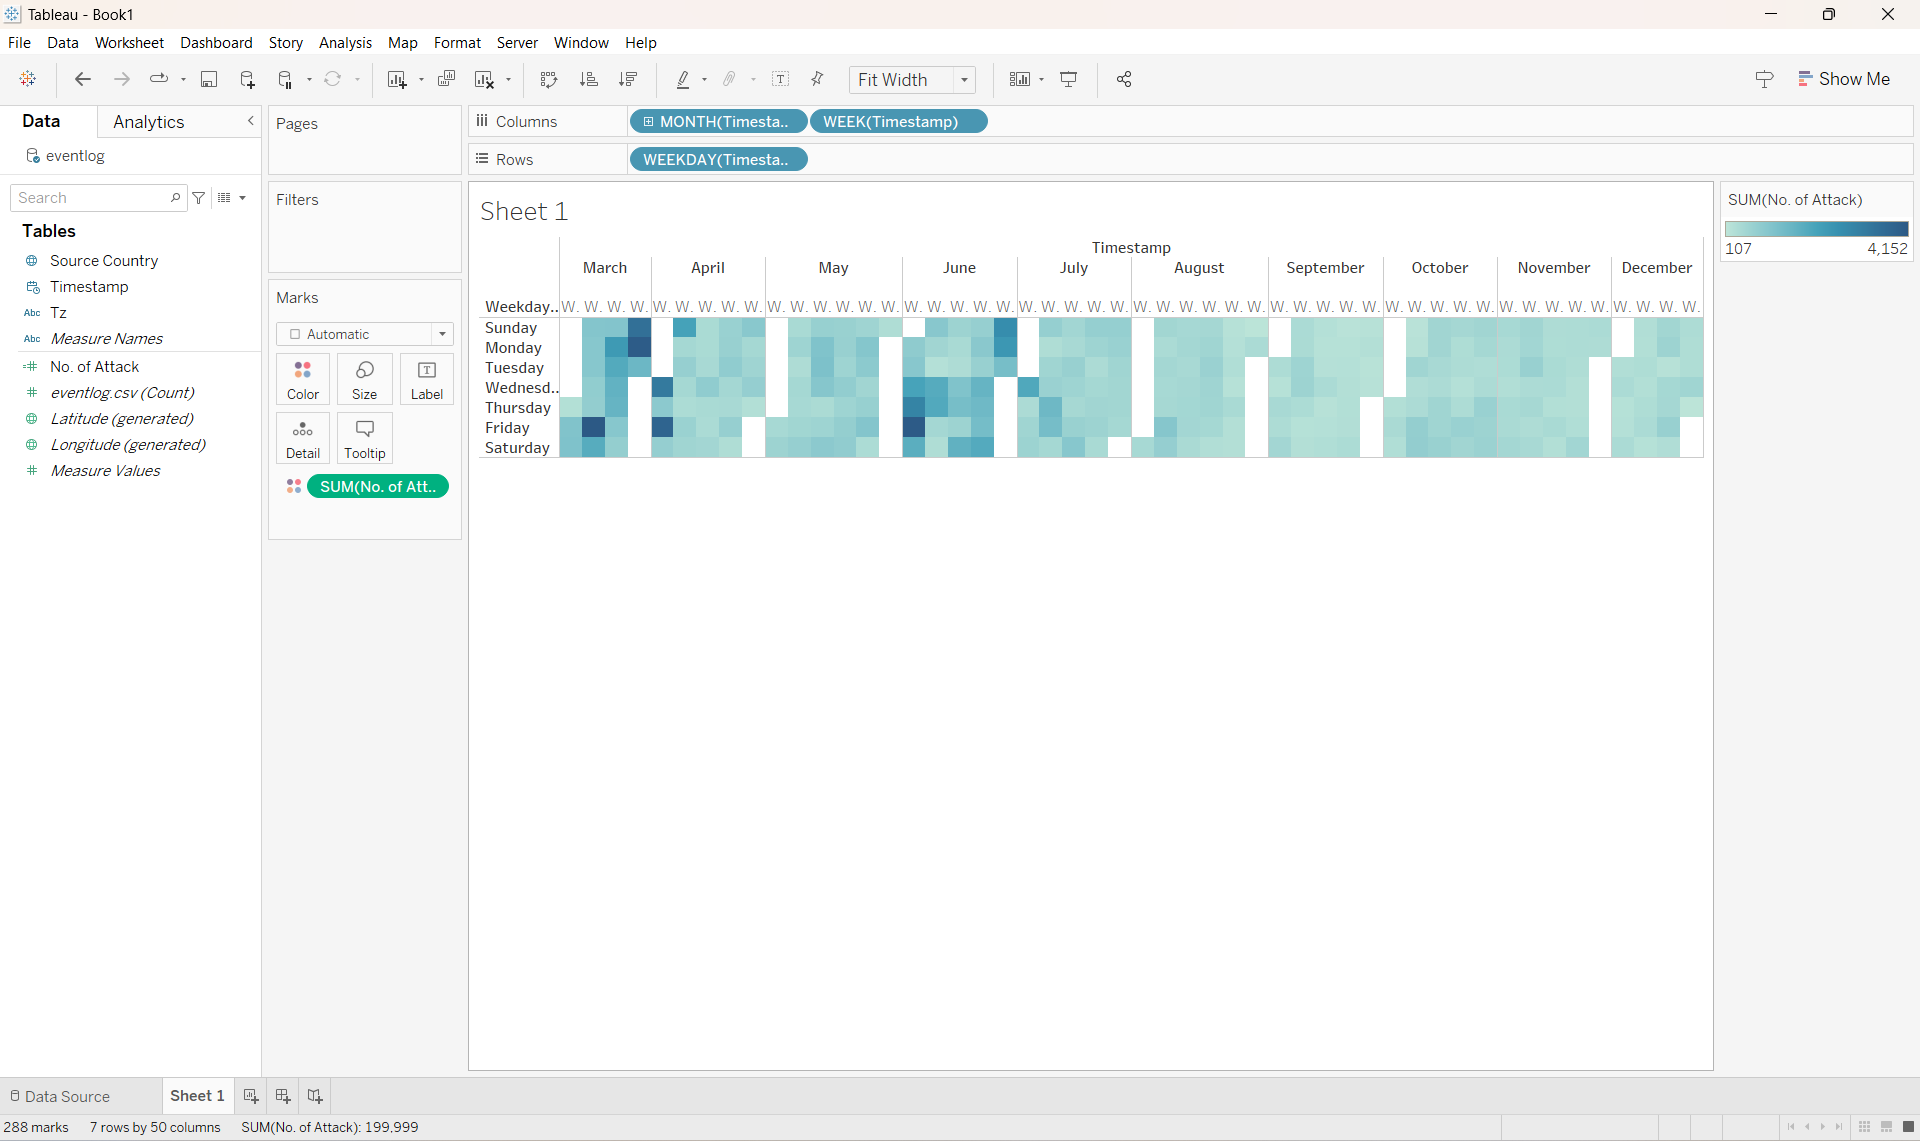 Tableau - Book1
File Data Worksheet Dashboard Story Analysis Map Format Server Window Help
Fit Width
Show Me
Data Analytics
eventlog
Search
Tables
Source Country
Timestamp
Abc Tz
Abc Measure Names
No. of Attack
eventlog.csv (Count)
Latitude (generated)
Longitude (generated)
Measure Values
Pages
Filters
Marks
Automatic
Color Size Label
Detail Tooltip
SUM(No. of Att..
Columns MONTH(Timesta.. WEEK(Timestamp)
Rows WEEKDAY(Timesta..
Sheet 1
Timestamp
March April May June July August September October November December
Weekday.. W. W. W. W. W. W. W. W. W. W. W. W. W. W. W. W. W. W. W. W. W. W. W. W. W. W. W. W. W. W. W. W. W. W. W. W. W. W. W. W. W. W. W. W. W. W. W. W. W. W.
Sunday
Monday
Tuesday
Wednesd..
Thursday
Friday
Saturday
SUM(No. of Attack)
107 4,152
Data Source Sheet 1
288 marks 7 rows by 50 columns SUM(No. of Attack): 199,999